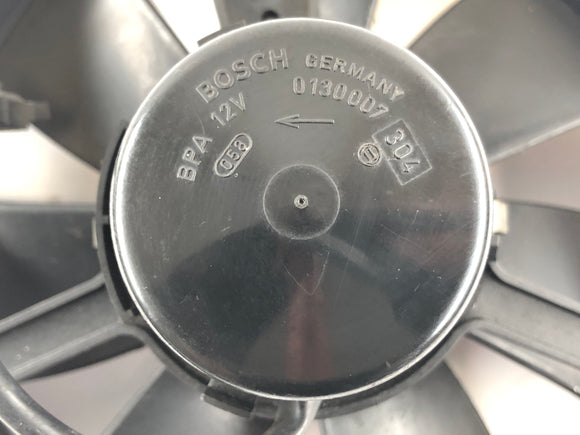 BOSCH GERMANY
BPA 12V 0130007 304
058